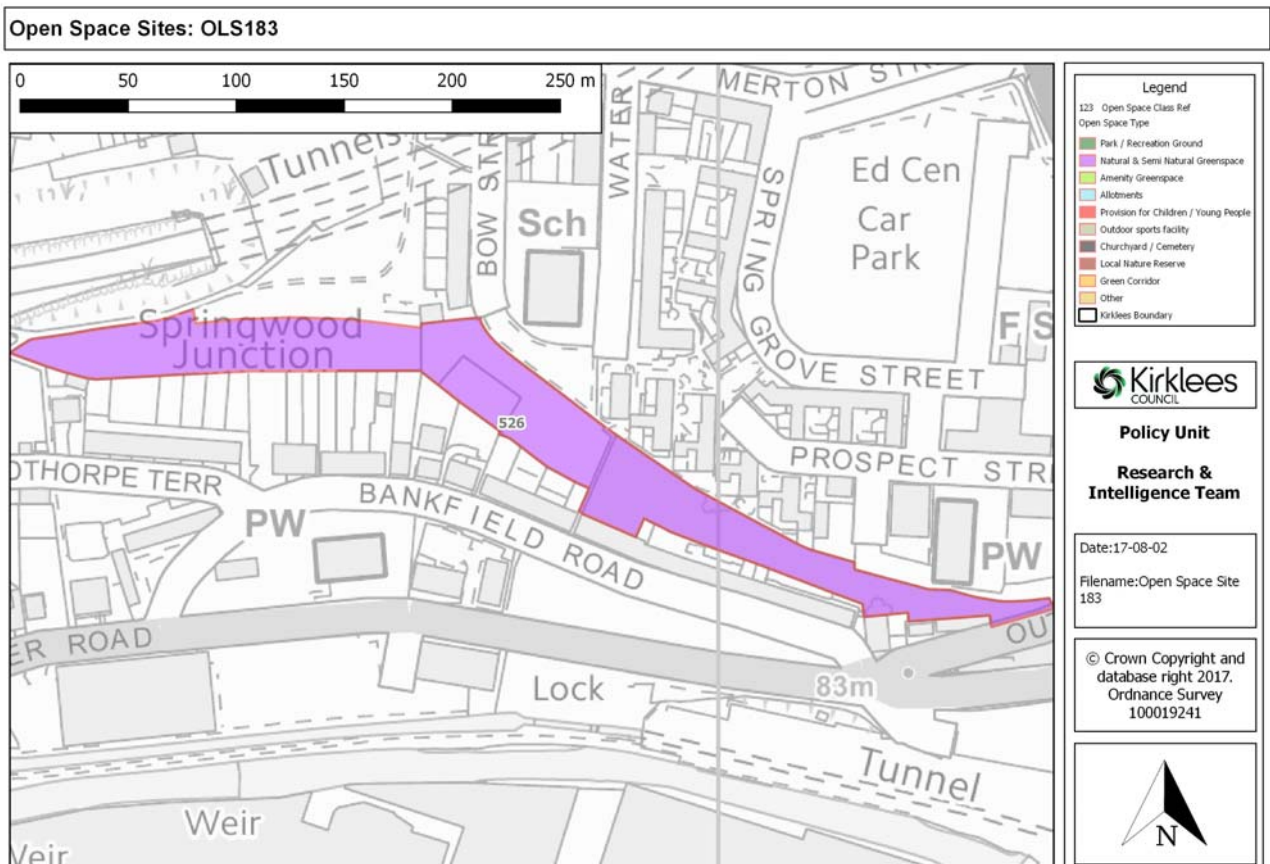 Open Space Sites: OLS183
0 50 100 150 200 250 m
MERTON
Tunnels
BOW STR
WATER
Sch
SPRING GROVE STREET
Ed Cen
Car
Park
F S
Springwood
Junction
526
PROSPECT STR
OTHORPE TERR
BANKFIELD ROAD
PW
PW
OU
ER ROAD
Lock
83m
Tunnel
Weir
Weir
Legend
123 Open Space Class Ref
Open Space Type
Park / Recreation Ground
Natural & Semi Natural Greenspace
Amenity Greenspace
Allotments
Provision for Children / Young People
Outdoor sports facility
Churchyard / Cemetery
Local Nature Reserve
Green Corridor
Other
Kirklees Boundary
Kirklees
COUNCIL
Policy Unit
Research &
Intelligence Team
Date:17-08-02
Filename:Open Space Site
183
© Crown Copyright and
database right 2017.
Ordnance Survey
100019241
N